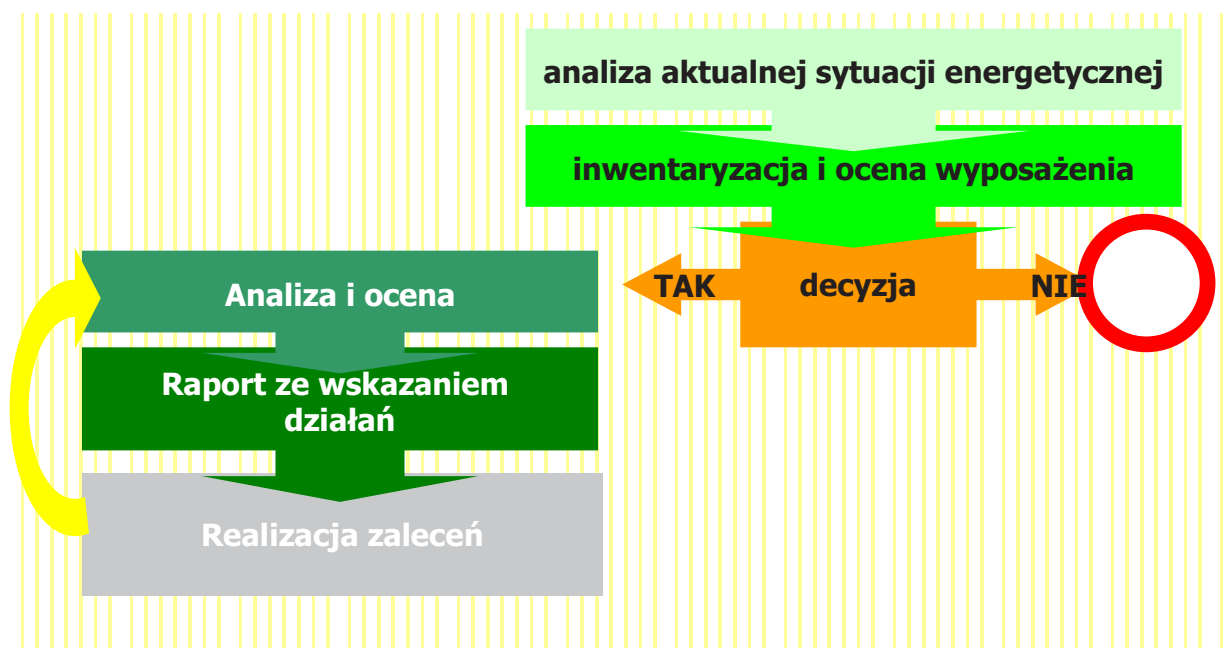 analiza aktualnej sytuacji energetycznej
inwentaryzacja i ocena wyposażenia
TAK
decyzja
NIE
Analiza i ocena
Raport ze wskazaniem
działań
Realizacja zaleceń